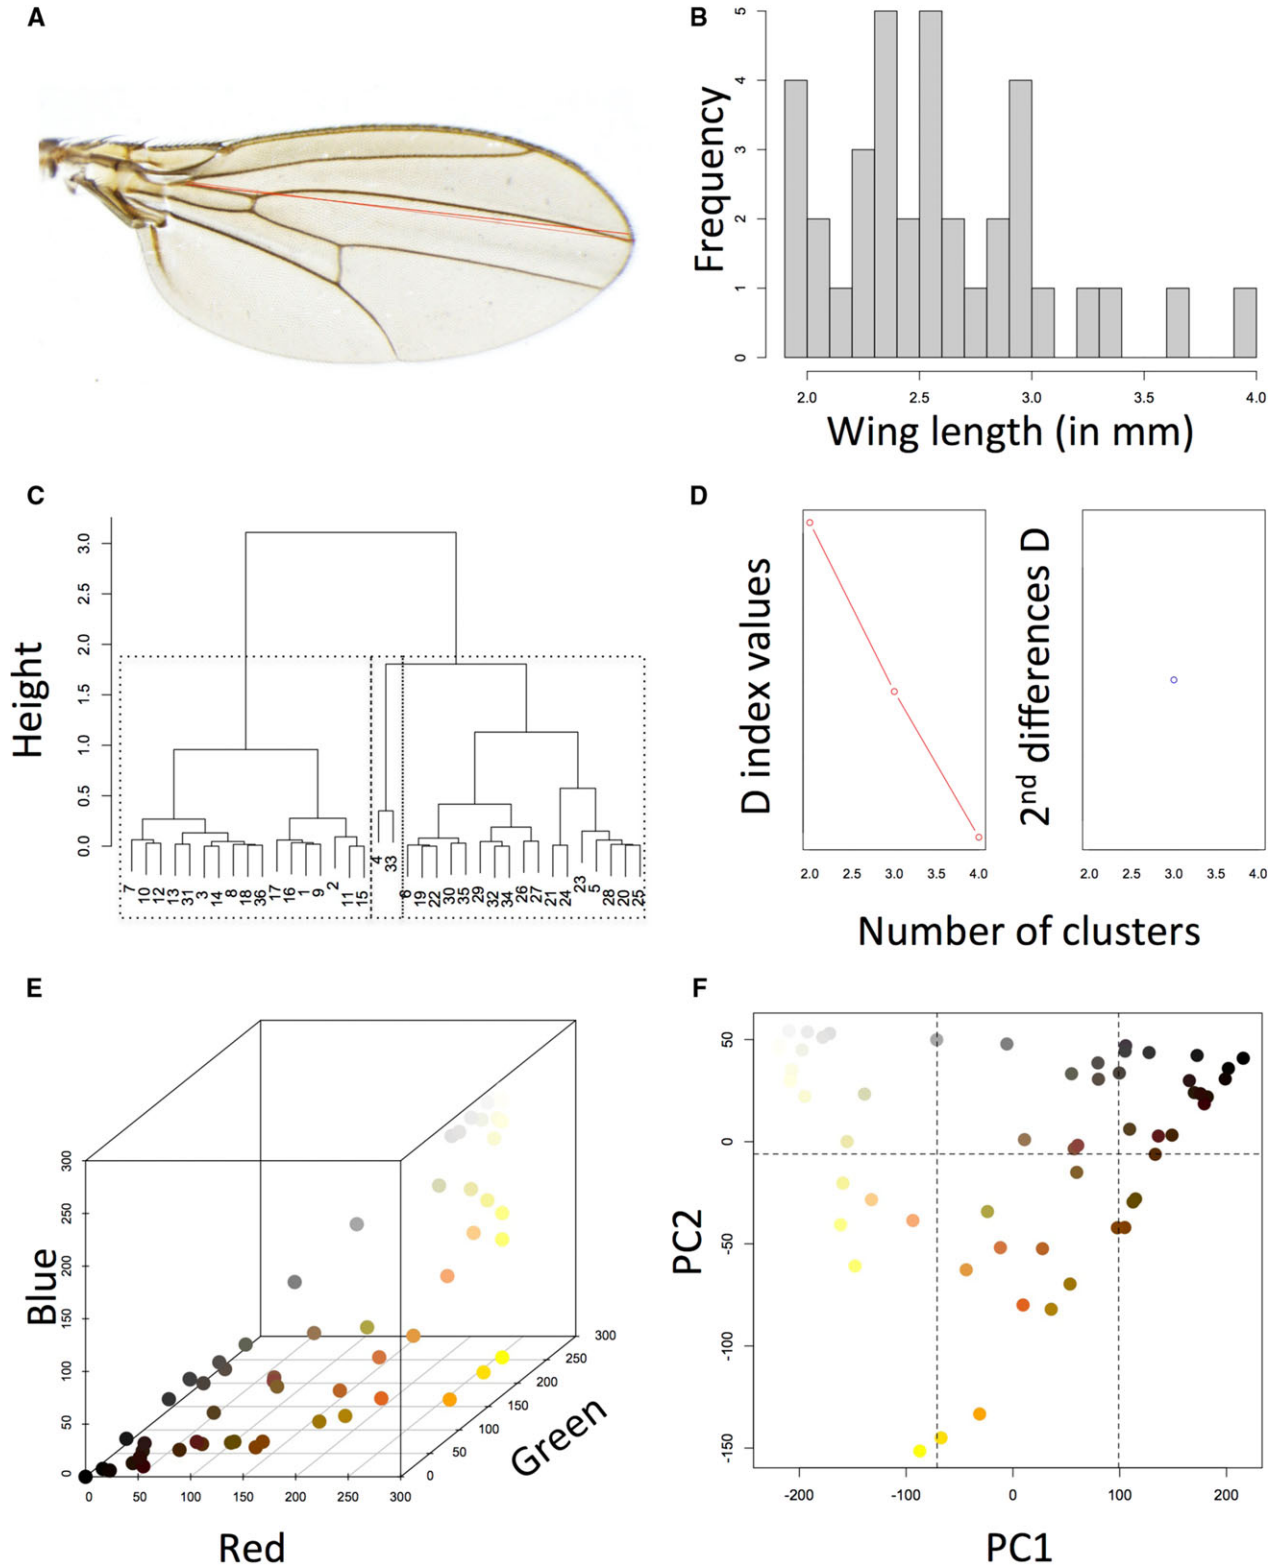 A
B
Frequency
5
4
3
2
1
0
2.0 2.5 3.0 3.5 4.0
Wing length (in mm)
C
Height
3.0
2.5
2.0
1.5
1.0
0.5
0.0
7 10 12 13 31 3 14 8 18 36 17 16 1 9 2 11 15 4 33 6 19 22 30 35 29 32 34 26 27 21 24 23 5 28 20 25
D
D index values
2.0 2.5 3.0 3.5 4.0
2nd differences D
2.0 2.5 3.0 3.5 4.0
Number of clusters
E
Blue
300
250
200
150
100
50
0
0 50 100 150 200 250 300
Red
0
50
100
150
200
250
300
Green
F
PC2
50
0
-50
-100
-150
-200 -100 0 100 200
PC1